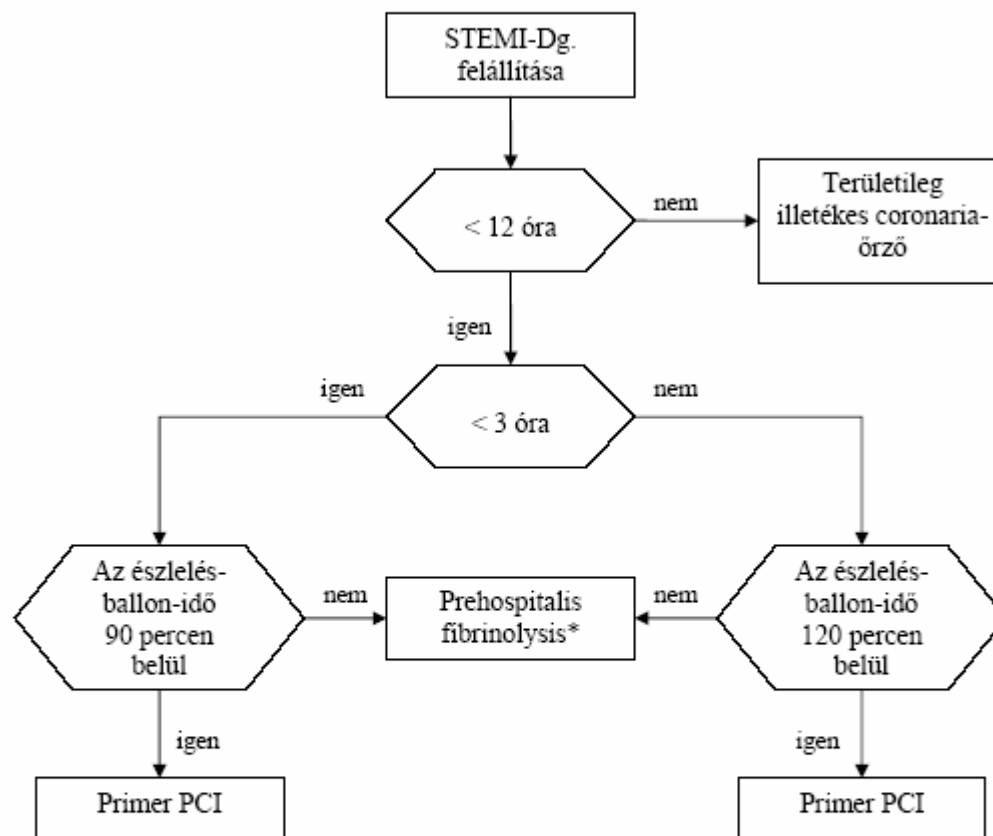 STEMI-Dg.
felállítása
< 12 óra
nem
Területileg
illetékes coronaria-
őrző
igen
igen
< 3 óra
nem
Az észlelés-
ballon-idő
90 percen
belül
nem
Prehospitalis
fibrinolysis*
nem
Az észlelés-
ballon-idő
120 percen
belül
igen
igen
Primer PCI
Primer PCI